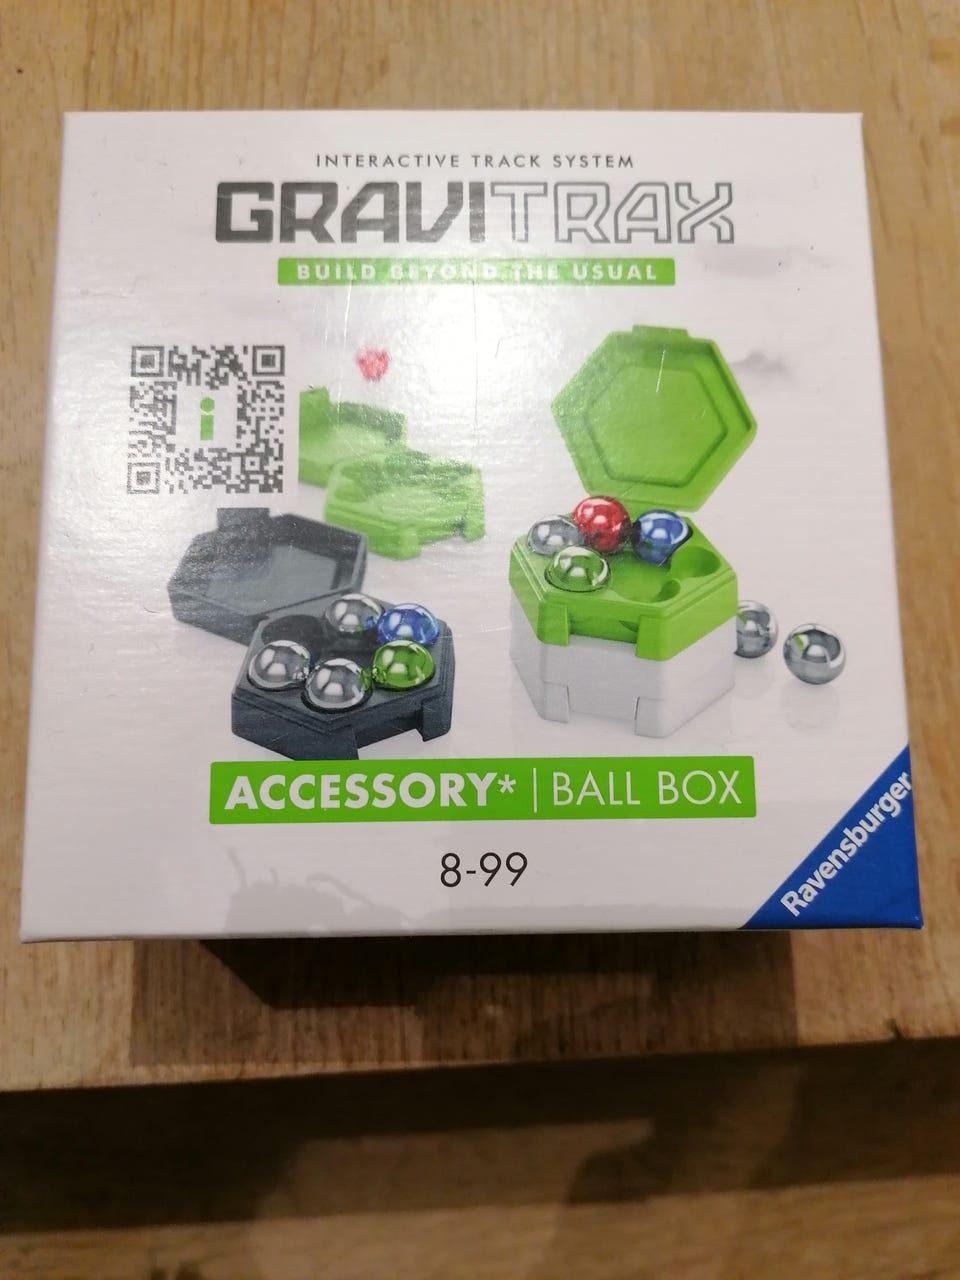 INTERACTIVE TRACK SYSTEM
GRAVITRAX
BUILD BEYOND THE USUAL
i
ACCESSORY* | BALL BOX
8-99
Ravensburger